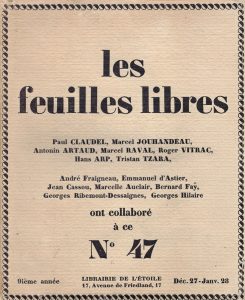 les
feuilles libres
Paul CLAUDEL, Marcel JOUHANDEAU,
Antonin ARTAUD, Marcel RAVAL, Roger VITRAC,
Hans ARP, Tristan TZARA,
André Fraigneau, Emmanuel d'Astier,
Jean Cassou, Marcelle Auclair, Bernard Faÿ,
Georges Ribemont-Dessaignes, Georges Hilaire
ont collaboré
à ce
N° 47
9ième année
LIBRAIRIE DE L'ÉTOILE
17, Avenue de Friedland, 17
Déc. 27-Janv. 28